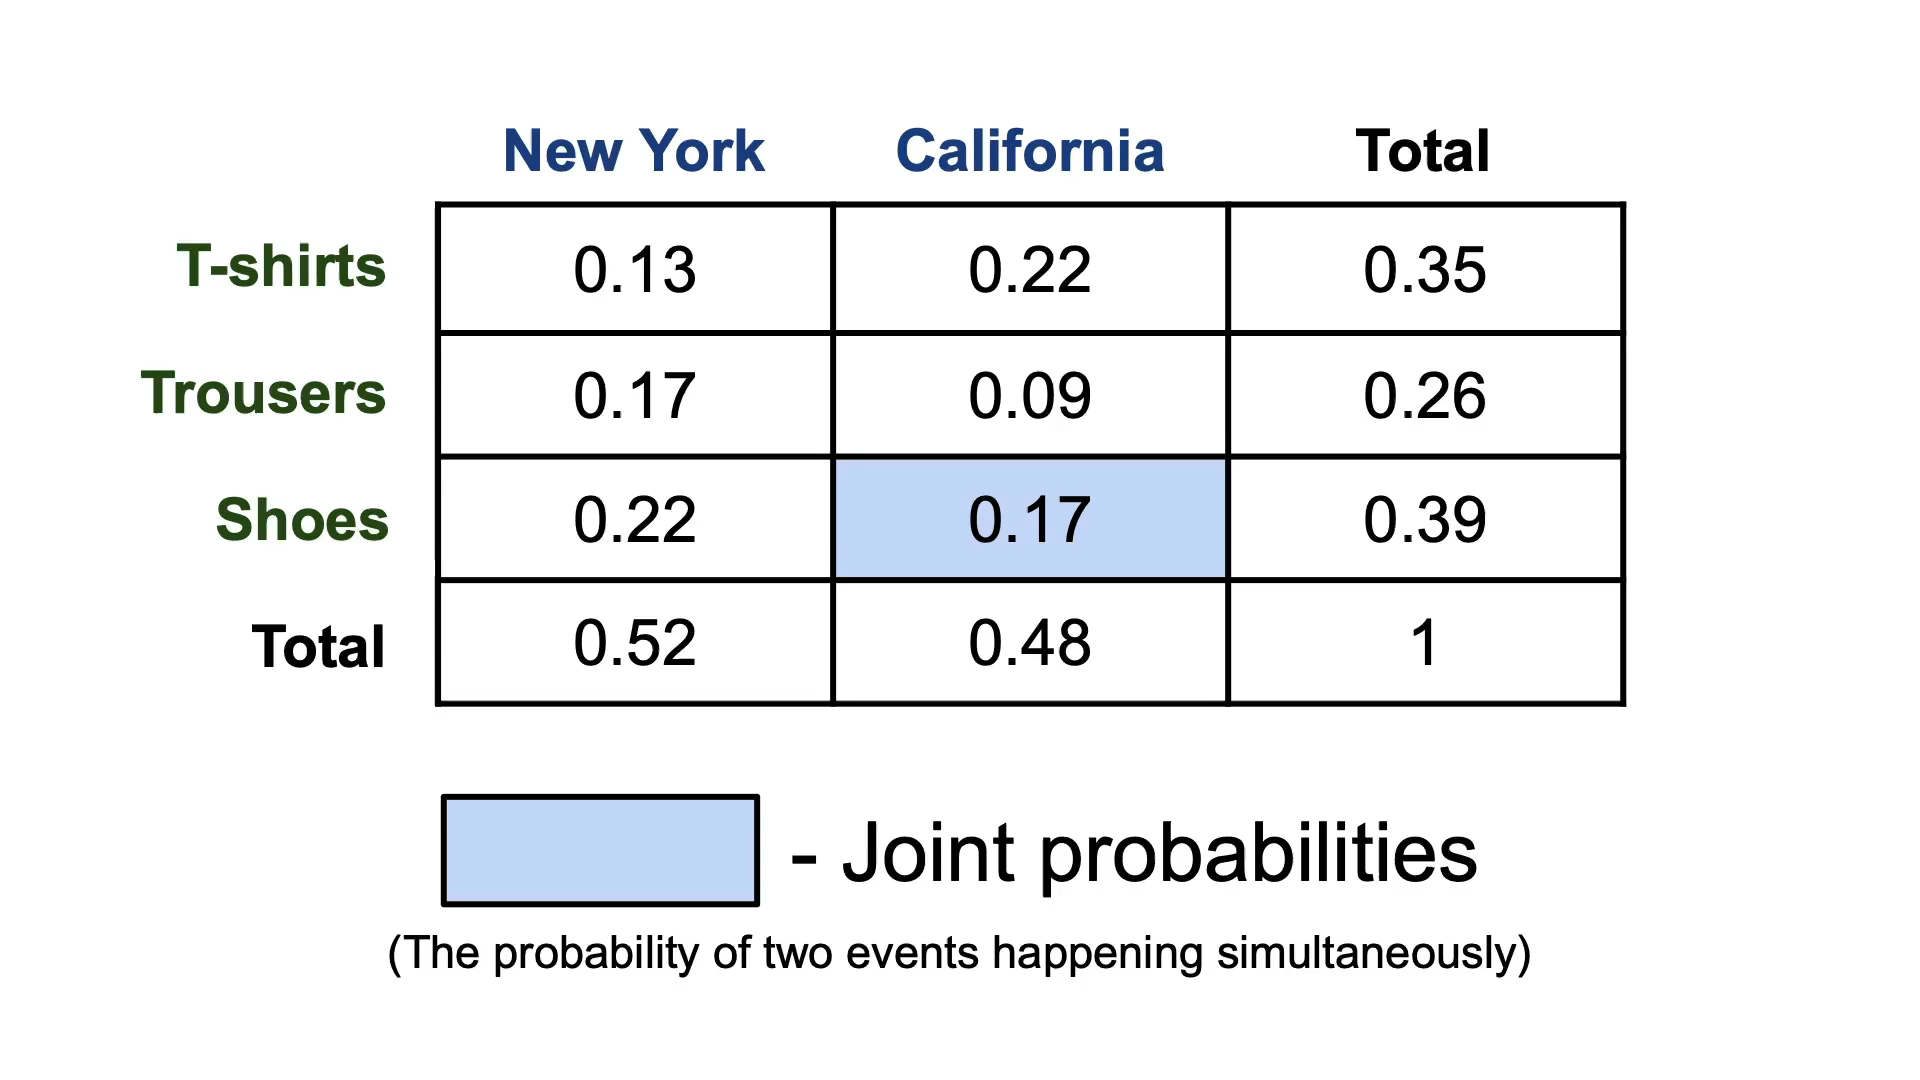 New York California Total
T-shirts 0.13 0.22 0.35
Trousers 0.17 0.09 0.26
Shoes 0.22 0.17 0.39
Total 0.52 0.48 1
- Joint probabilities
(The probability of two events happening simultaneously)